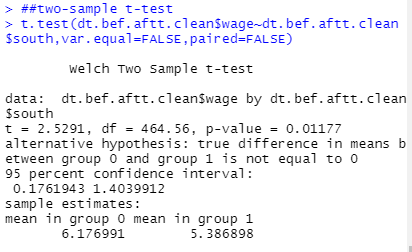 > ##two-sample t-test
> t.test(dt.bef.aftt.clean$wage~dt.bef.aftt.clean
$south,var.equal=FALSE,paired=FALSE)
Welch Two Sample t-test
data:  dt.bef.aftt.clean$wage by dt.bef.aftt.clean
$south
t = 2.5291, df = 464.56, p-value = 0.01177
alternative hypothesis: true difference in means b
etween group 0 and group 1 is not equal to 0
95 percent confidence interval:
0.1761943 1.4039912
sample estimates:
mean in group 0 mean in group 1
6.176991        5.386898